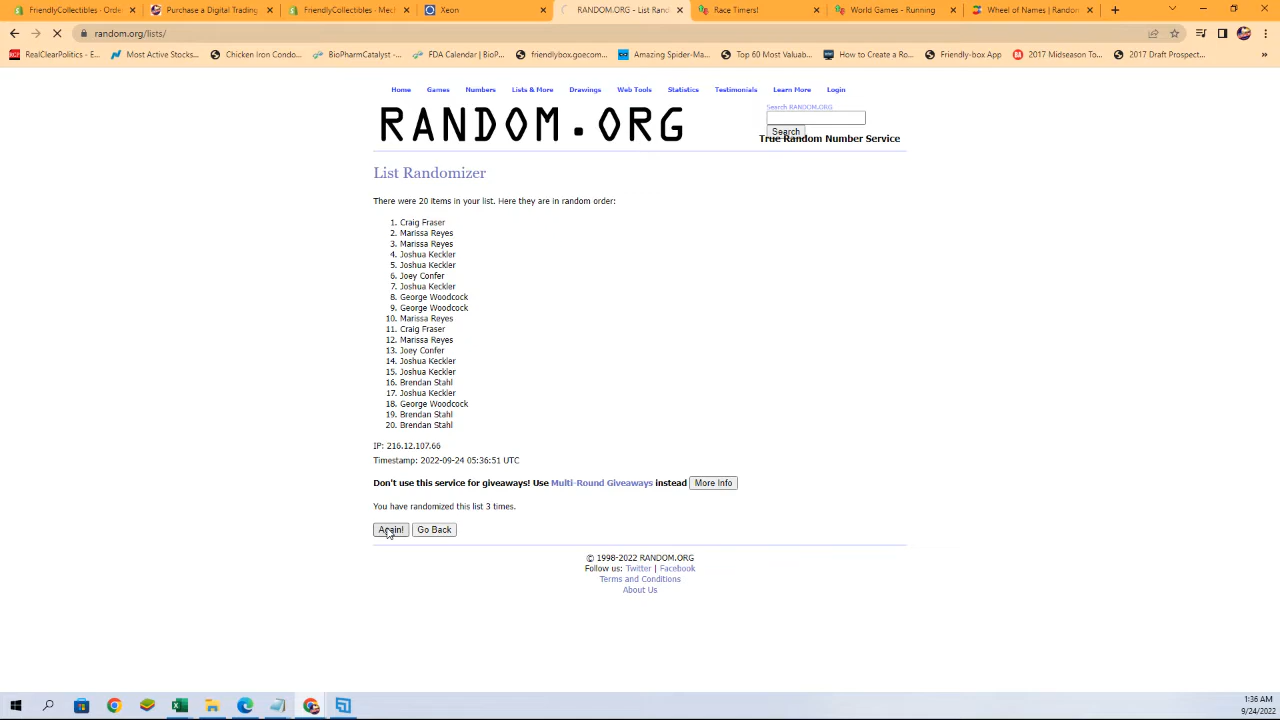 FriendlyCollectibles - Order
Purchase a Digital Trading
FriendlyCollectibles - Mech
Xeon
RANDOM.ORG - List Rand
Race Timers!
World Games - Running
Wheel of Names | Random
random.org/lists/
RealClearPolitics - E...
Most Active Stocks...
Chicken Iron Condo...
BioPharmCatalyst -...
FDA Calendar | BioP...
friendlybox.goecom...
Amazing Spider-Ma...
Top 60 Most Valuab...
How to Create a Ro...
Friendly-box App
2017 Midseason To...
2017 Draft Prospect...
Home Games Numbers Lists & More Drawings Web Tools Statistics Testimonials Learn More Login
RANDOM.ORG
Search RANDOM.ORG
Search
True Random Number Service
List Randomizer
There were 20 items in your list. Here they are in random order:
1. Craig Fraser
2. Marissa Reyes
3. Marissa Reyes
4. Joshua Keckler
5. Joshua Keckler
6. Joey Confer
7. Joshua Keckler
8. George Woodcock
9. George Woodcock
10. Marissa Reyes
11. Craig Fraser
12. Marissa Reyes
13. Joey Confer
14. Joshua Keckler
15. Joshua Keckler
16. Brendan Stahl
17. Joshua Keckler
18. George Woodcock
19. Brendan Stahl
20. Brendan Stahl
IP: 216.12.107.66
Timestamp: 2022-09-24 05:36:51 UTC
Don't use this service for giveaways! Use Multi-Round Giveaways instead More Info
You have randomized this list 3 times.
Again! Go Back
© 1998-2022 RANDOM.ORG
Follow us: Twitter | Facebook
Terms and Conditions
About Us
1:36 AM
9/24/2022